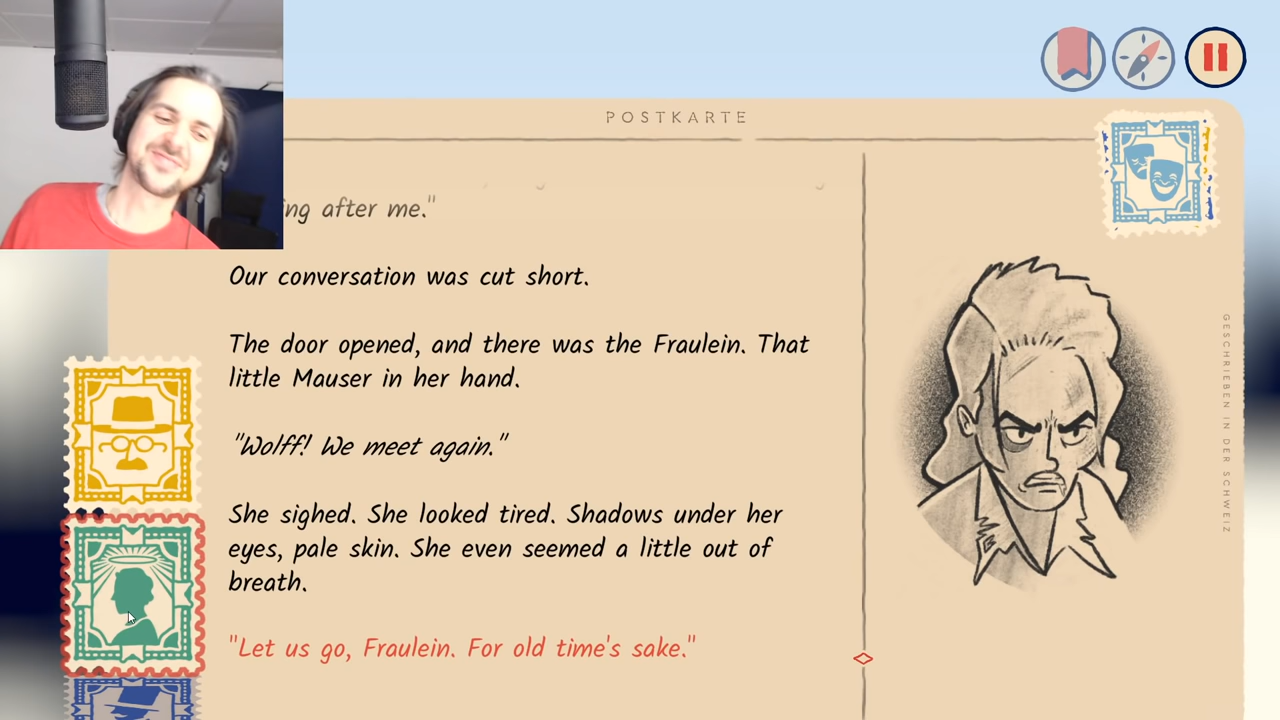 POSTKARTE
ing after me."
Our conversation was cut short.
The door opened, and there was the Fraulein. That
little Mauser in her hand.
"Wolff! We meet again."
She sighed. She looked tired. Shadows under her
eyes, pale skin. She even seemed a little out of
breath.
"Let us go, Fraulein. For old time's sake."
GESCHRIEBEN IN DER SCHWEIZ